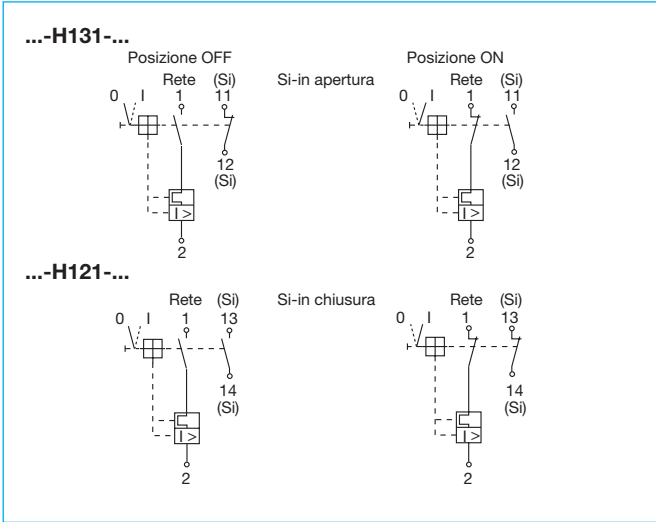 ...-H131-...
Posizione OFF
Posizione ON
Rete (Si)
Si-in apertura
Rete (Si)
0 I 1 11
0 I 1 11
12
(Si)
12
(Si)
I >
I >
2
2
...-H121-...
Rete (Si)
Si-in chiusura
Rete (Si)
0 I 1 13
0 I 1 13
14
(Si)
14
(Si)
I >
I >
2
2